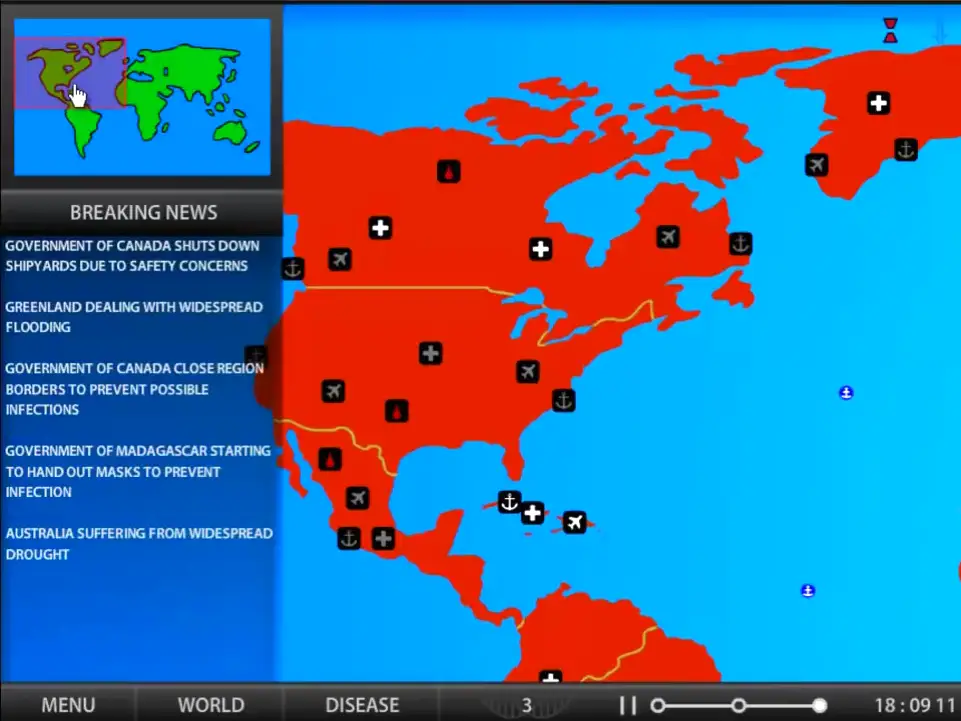 BREAKING NEWS
GOVERNMENT OF CANADA SHUTS DOWN
SHIPYARDS DUE TO SAFETY CONCERNS
GREENLAND DEALING WITH WIDESPREAD
FLOODING
GOVERNMENT OF CANADA CLOSE REGION
BORDERS TO PREVENT POSSIBLE
INFECTIONS
GOVERNMENT OF MADAGASCAR STARTING
TO HAND OUT MASKS TO PREVENT
INFECTION
AUSTRALIA SUFFERING FROM WIDESPREAD
DROUGHT
MENU WORLD DISEASE 3 18:09 11